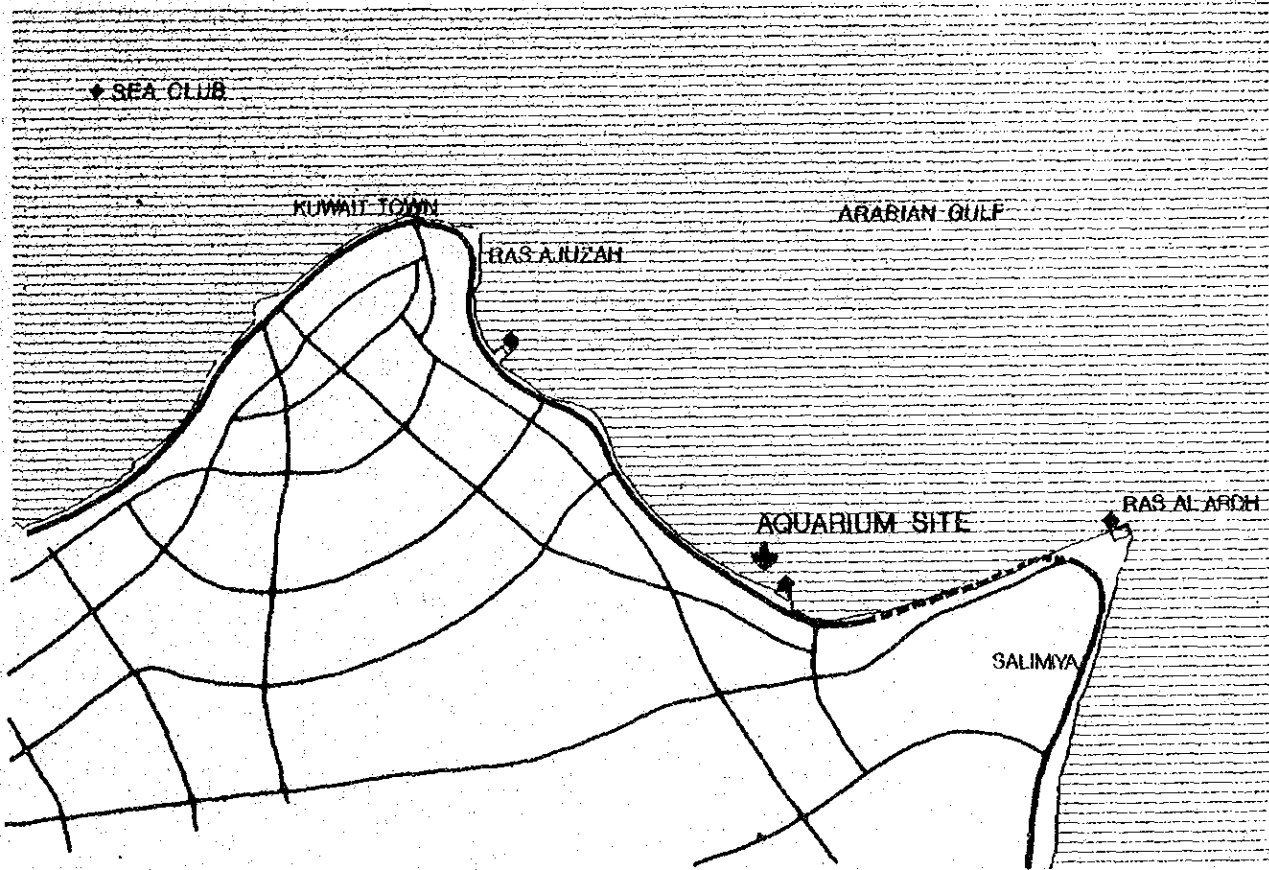 SEA CLUB
KUWAIT TOWN
ARABIAN GULF
RAS AJUZAH
RAS AL ARDH
AQUARIUM SITE
SALIMIYA